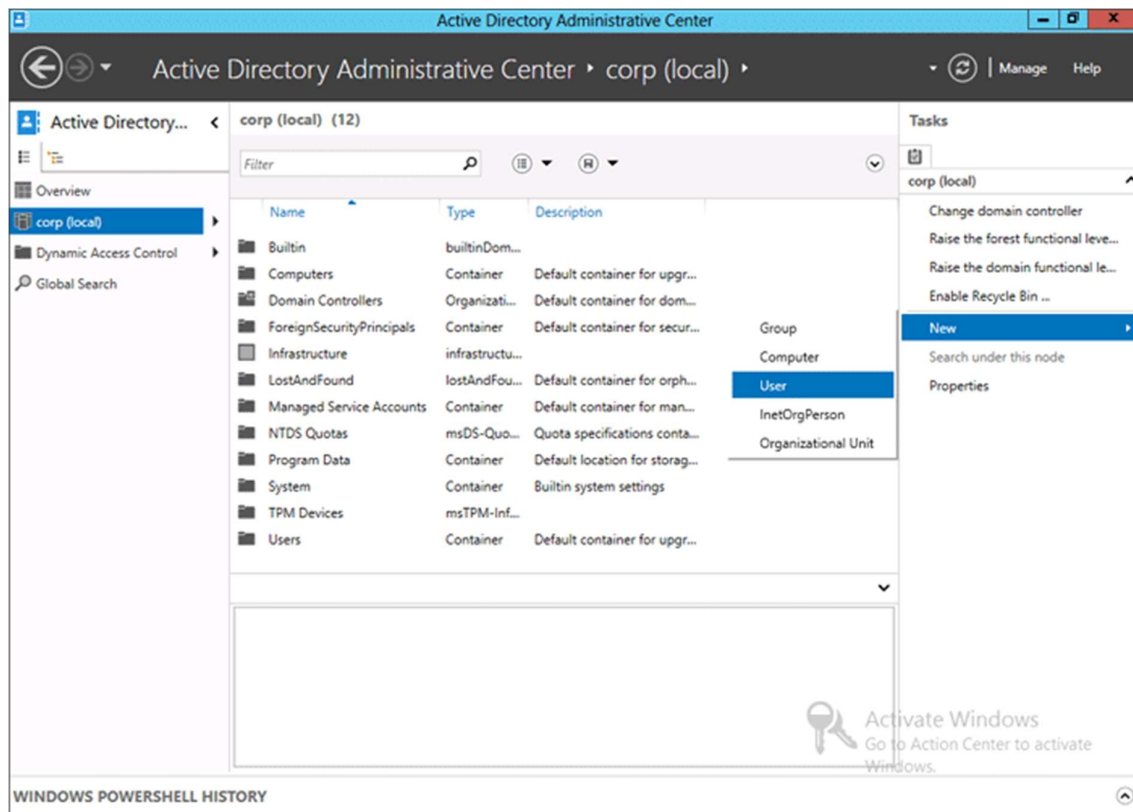 Active Directory Administrative Center
Active Directory Administrative Center • corp (local) •
Manage Help
Active Directory...
Overview
corp (local)
Dynamic Access Control
Global Search
corp (local) (12)
Filter
Name Type Description
Builtin builtinDom...
Computers Container Default container for upgr...
Domain Controllers Organizati... Default container for dom...
ForeignSecurityPrincipals Container Default container for secur...
Infrastructure infrastructu...
LostAndFound lostAndFou... Default container for orph...
Managed Service Accounts Container Default container for man...
NTDS Quotas msDS-Quo... Quota specifications conta...
Program Data Container Default location for storag...
System Container Builtin system settings
TPM Devices msTPM-Inf...
Users Container Default container for upgr...
Group
Computer
User
InetOrgPerson
Organizational Unit
Tasks
corp (local)
Change domain controller
Raise the forest functional leve...
Raise the domain functional le...
Enable Recycle Bin ...
New
Search under this node
Properties
Activate Windows
Go to Action Center to activate
Windows.
WINDOWS POWERSHELL HISTORY